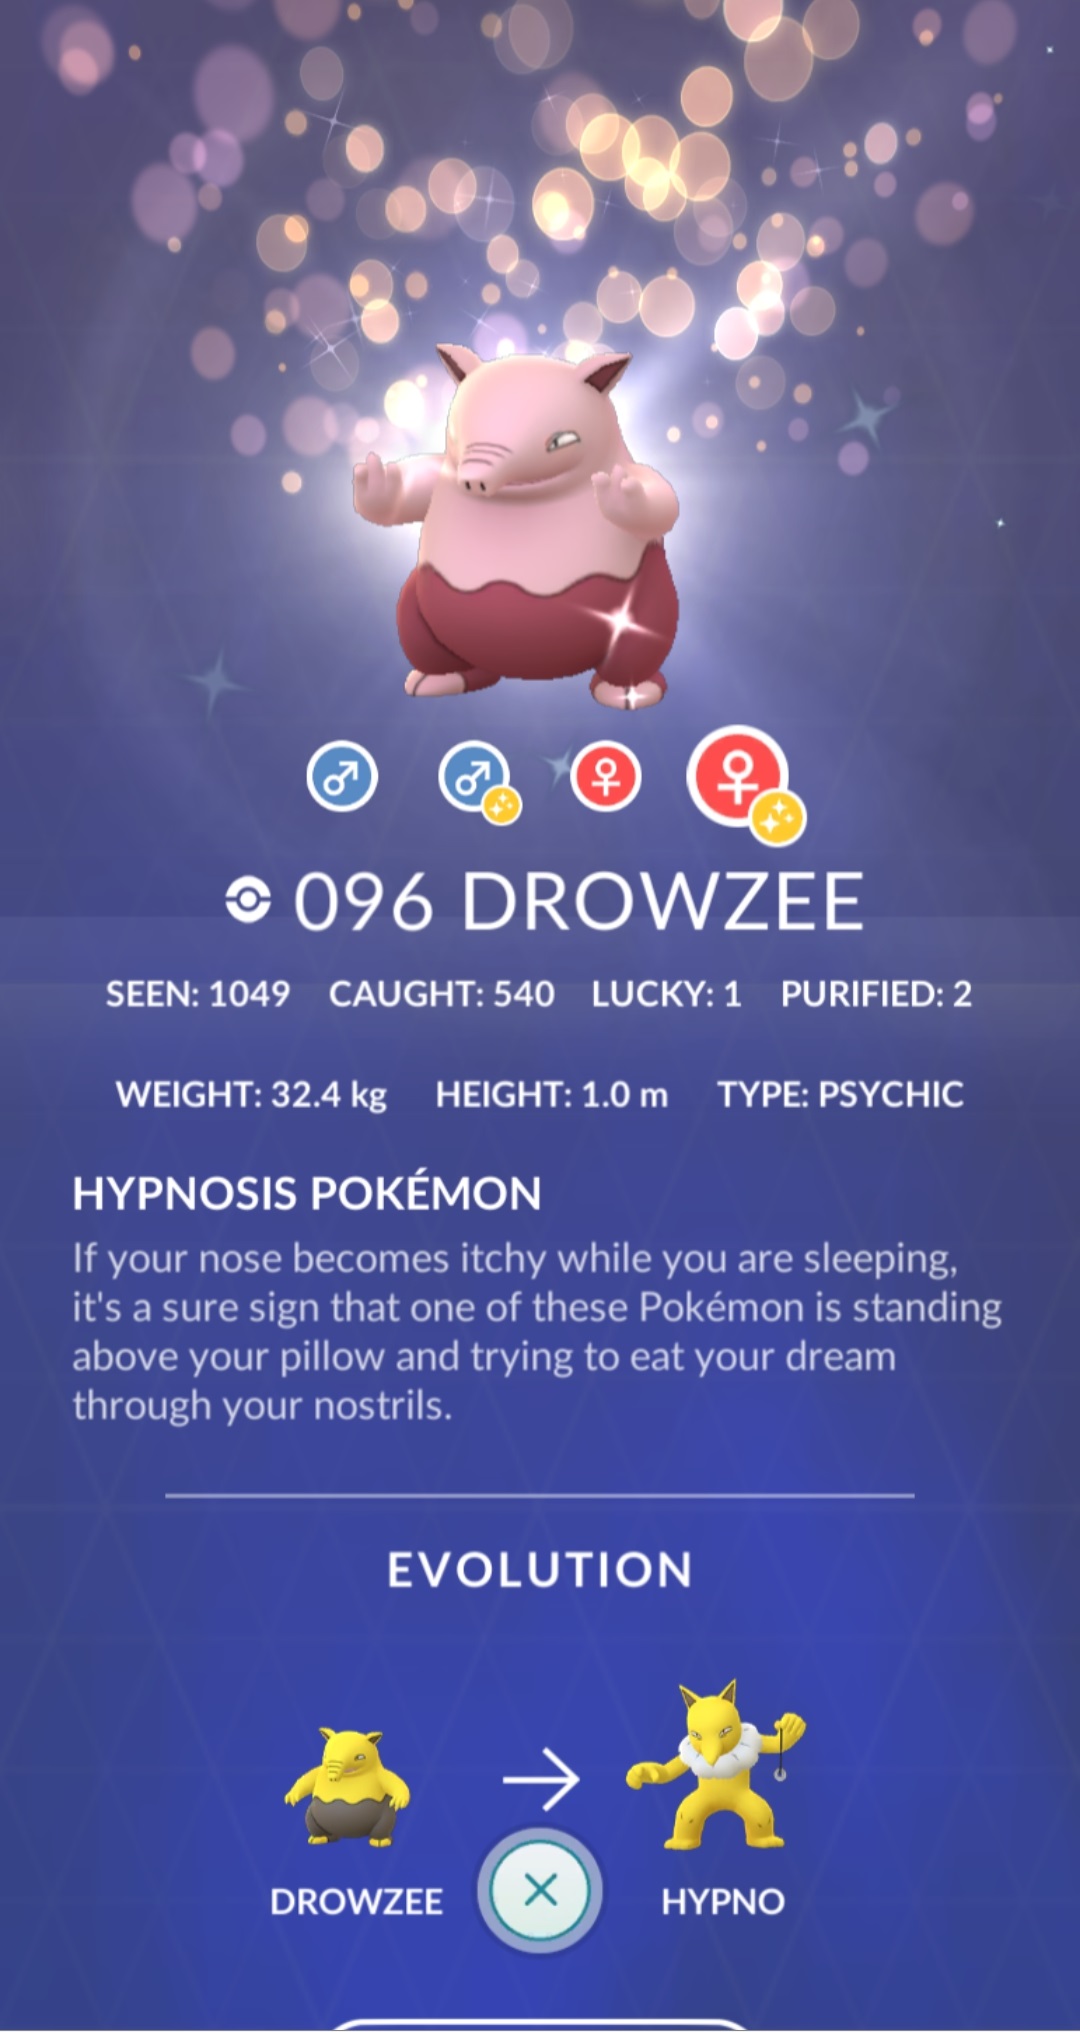 096 DROWZEE
SEEN: 1049 CAUGHT: 540 LUCKY: 1 PURIFIED: 2
WEIGHT: 32.4 kg HEIGHT: 1.0 m TYPE: PSYCHIC
HYPNOSIS POKÉMON
If your nose becomes itchy while you are sleeping,
it's a sure sign that one of these Pokémon is standing
above your pillow and trying to eat your dream
through your nostrils.
EVOLUTION
DROWZEE HYPNO